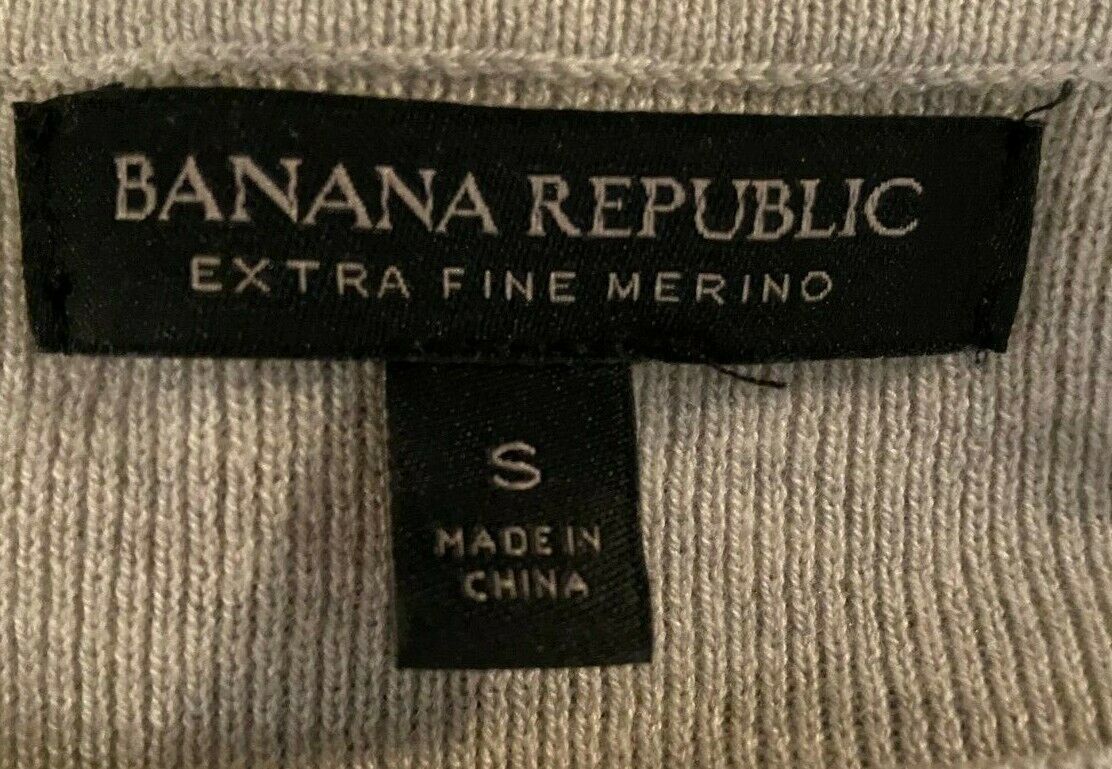 BANANA REPUBLIC
EXTRA FINE MERINO
S
MADE IN
CHINA